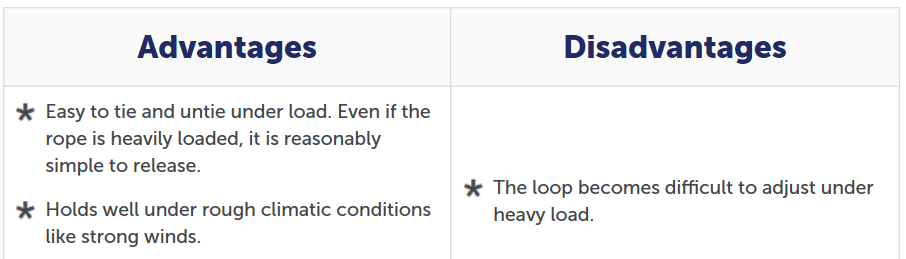 Advantages
Disadvantages
* Easy to tie and untie under load. Even if the
rope is heavily loaded, it is reasonably
simple to release.
* Holds well under rough climatic conditions
like strong winds.
* The loop becomes difficult to adjust under
heavy load.